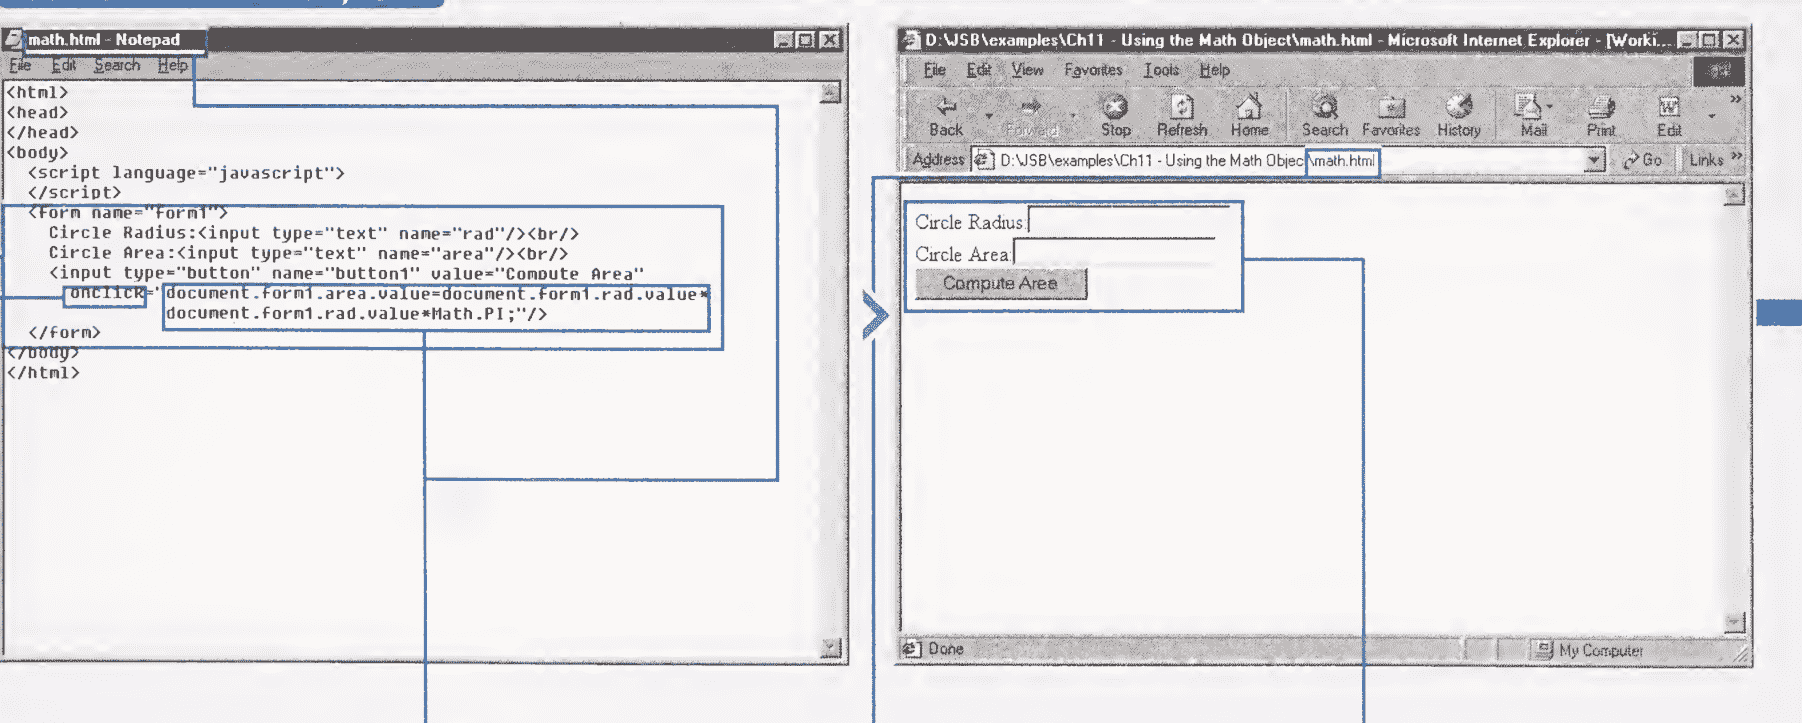 math.html - Notepad
File Edit Search Help
<html>
<head>
</head>
<body>
<script language="javascript">
</script>
<form name="form1">
Circle Radius:<input type="text" name="rad"/><br/>
Circle Area:<input type="text" name="area"/><br/>
<input type="button" name="button1" value="Compute Area"
onclick="document.form1.area.value=document.form1.rad.value*
document.form1.rad.value*Math.PI;"/>
</form>
</body>
</html>
D:\JSB\examples\Ch11 - Using the Math Object\math.html - Microsoft Internet Explorer - [Worki...
File Edit View Favorites Tools Help
Back Forward Stop Refresh Home Search Favorites History Mail Print Edit »
Address D:\JSB\examples\Ch11 - Using the Math Objec\math.html Go Links »
Circle Radius:
Circle Area:
Compute Area
Done My Computer